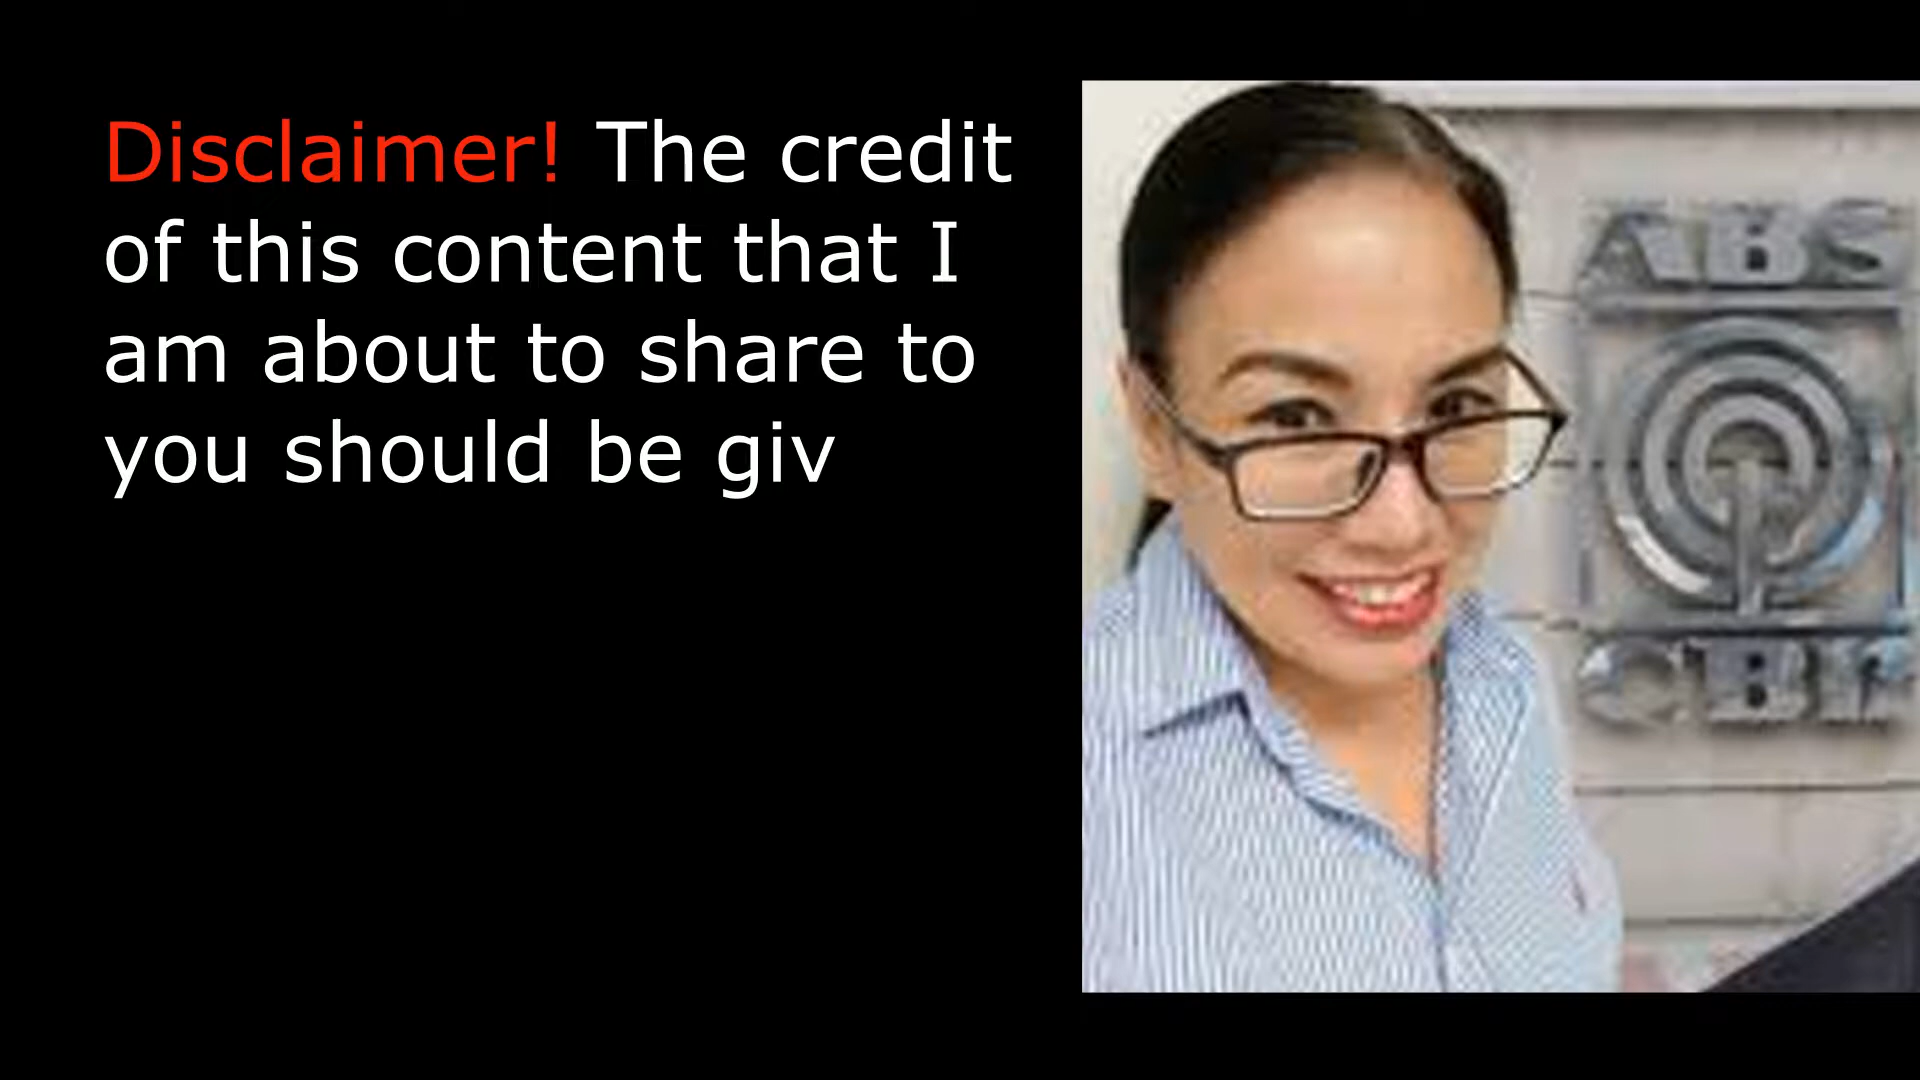 Disclaimer! The credit
of this content that I
am about to share to
you should be giv
ABS
CBN